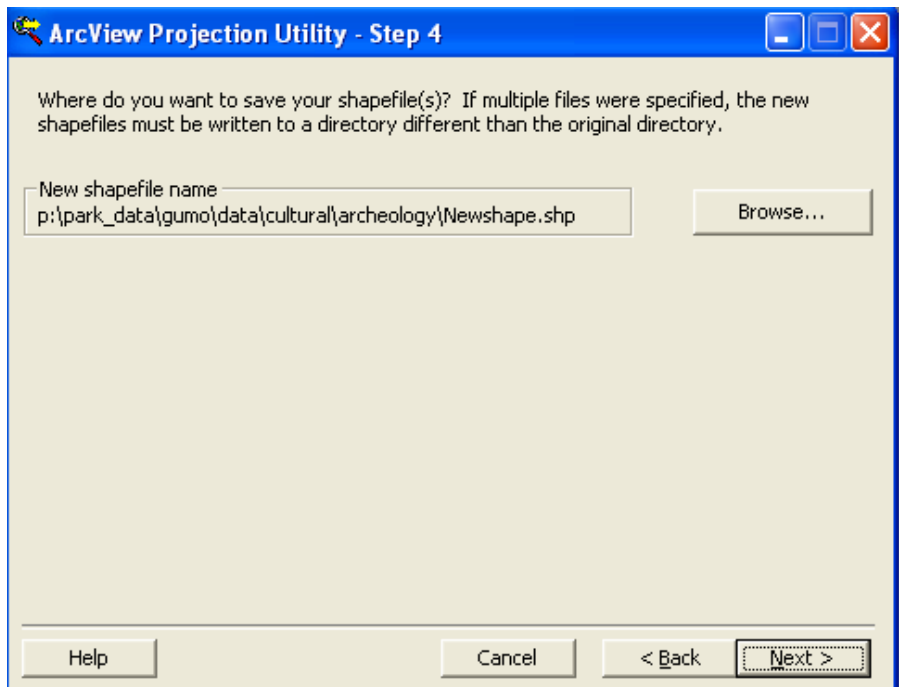 ArcView Projection Utility - Step 4
Where do you want to save your shapefile(s)? If multiple files were specified, the new
shapefiles must be written to a directory different than the original directory.
New shapefile name
p:\park_data\gumo\data\cultural\archeology\Newshape.shp
Browse...
Help
Cancel
< Back
Next >